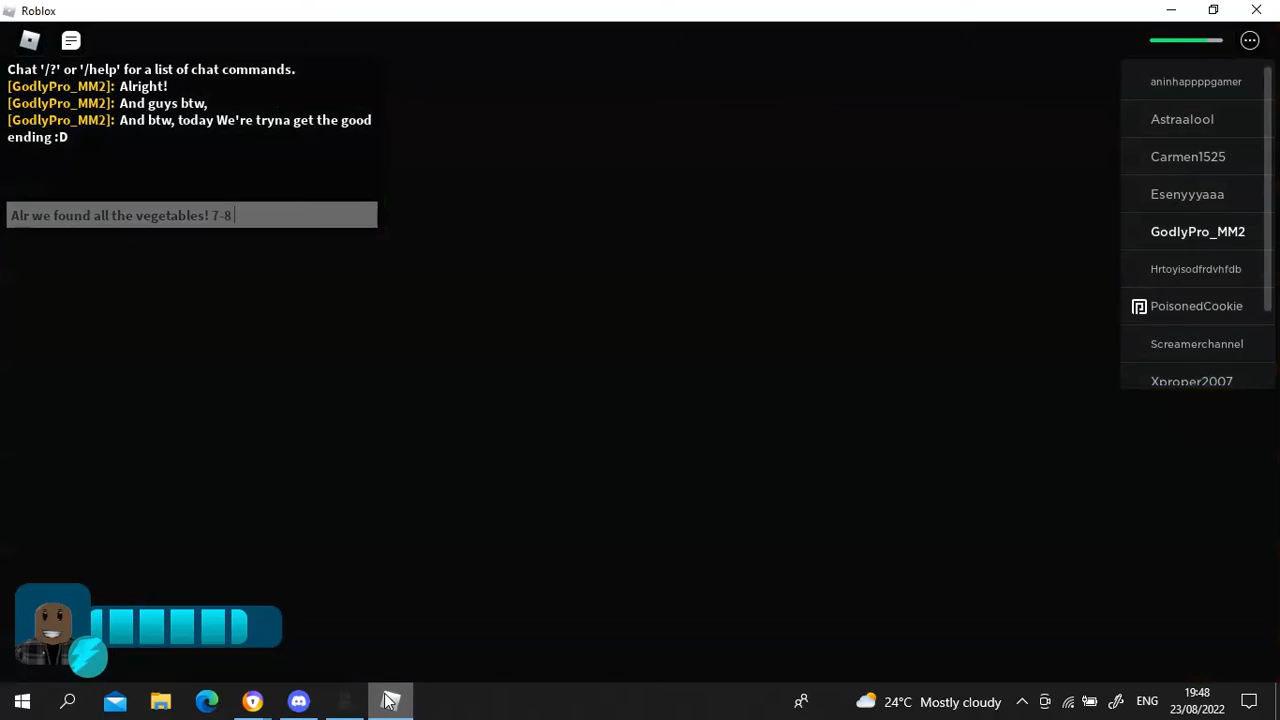 Roblox
Chat '/?' or '/help' for a list of chat commands.
[GodlyPro_MM2]: Alright!
[GodlyPro_MM2]: And guys btw,
[GodlyPro_MM2]: And btw, today We're tryna get the good
ending :D
Alr we found all the vegetables! 7-8
aninhappppgamer
Astraalool
Carmen1525
Esenyyyaaa
GodlyPro_MM2
Hrtoyisodfrdvhfdb
PoisonedCookie
Screamerchannel
Xproper2007
24°C Mostly cloudy
ENG
19:48
23/08/2022